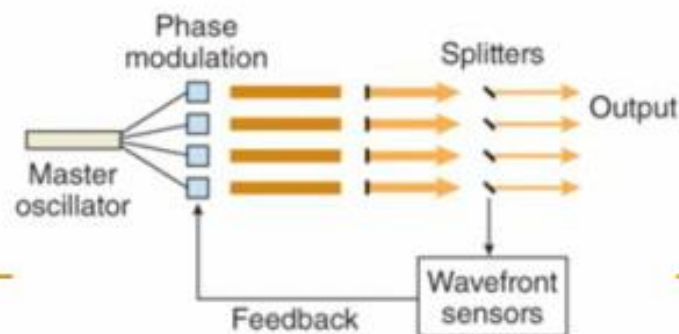 Phase
modulation
Splitters
Output
Master
oscillator
Wavefront
sensors
Feedback